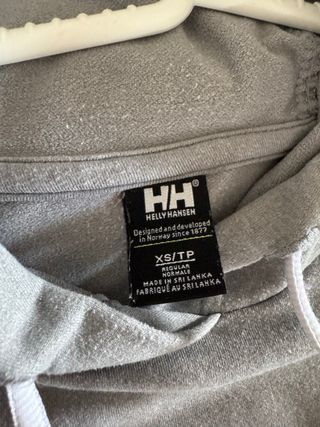 HH®
HELLY HANSEN
Designed and developed
in Norway since 1877
XS/TP
REGULAR
NORMALE
MADE IN SRI LANKA
FABRIQUÉ AU SRI LANKA